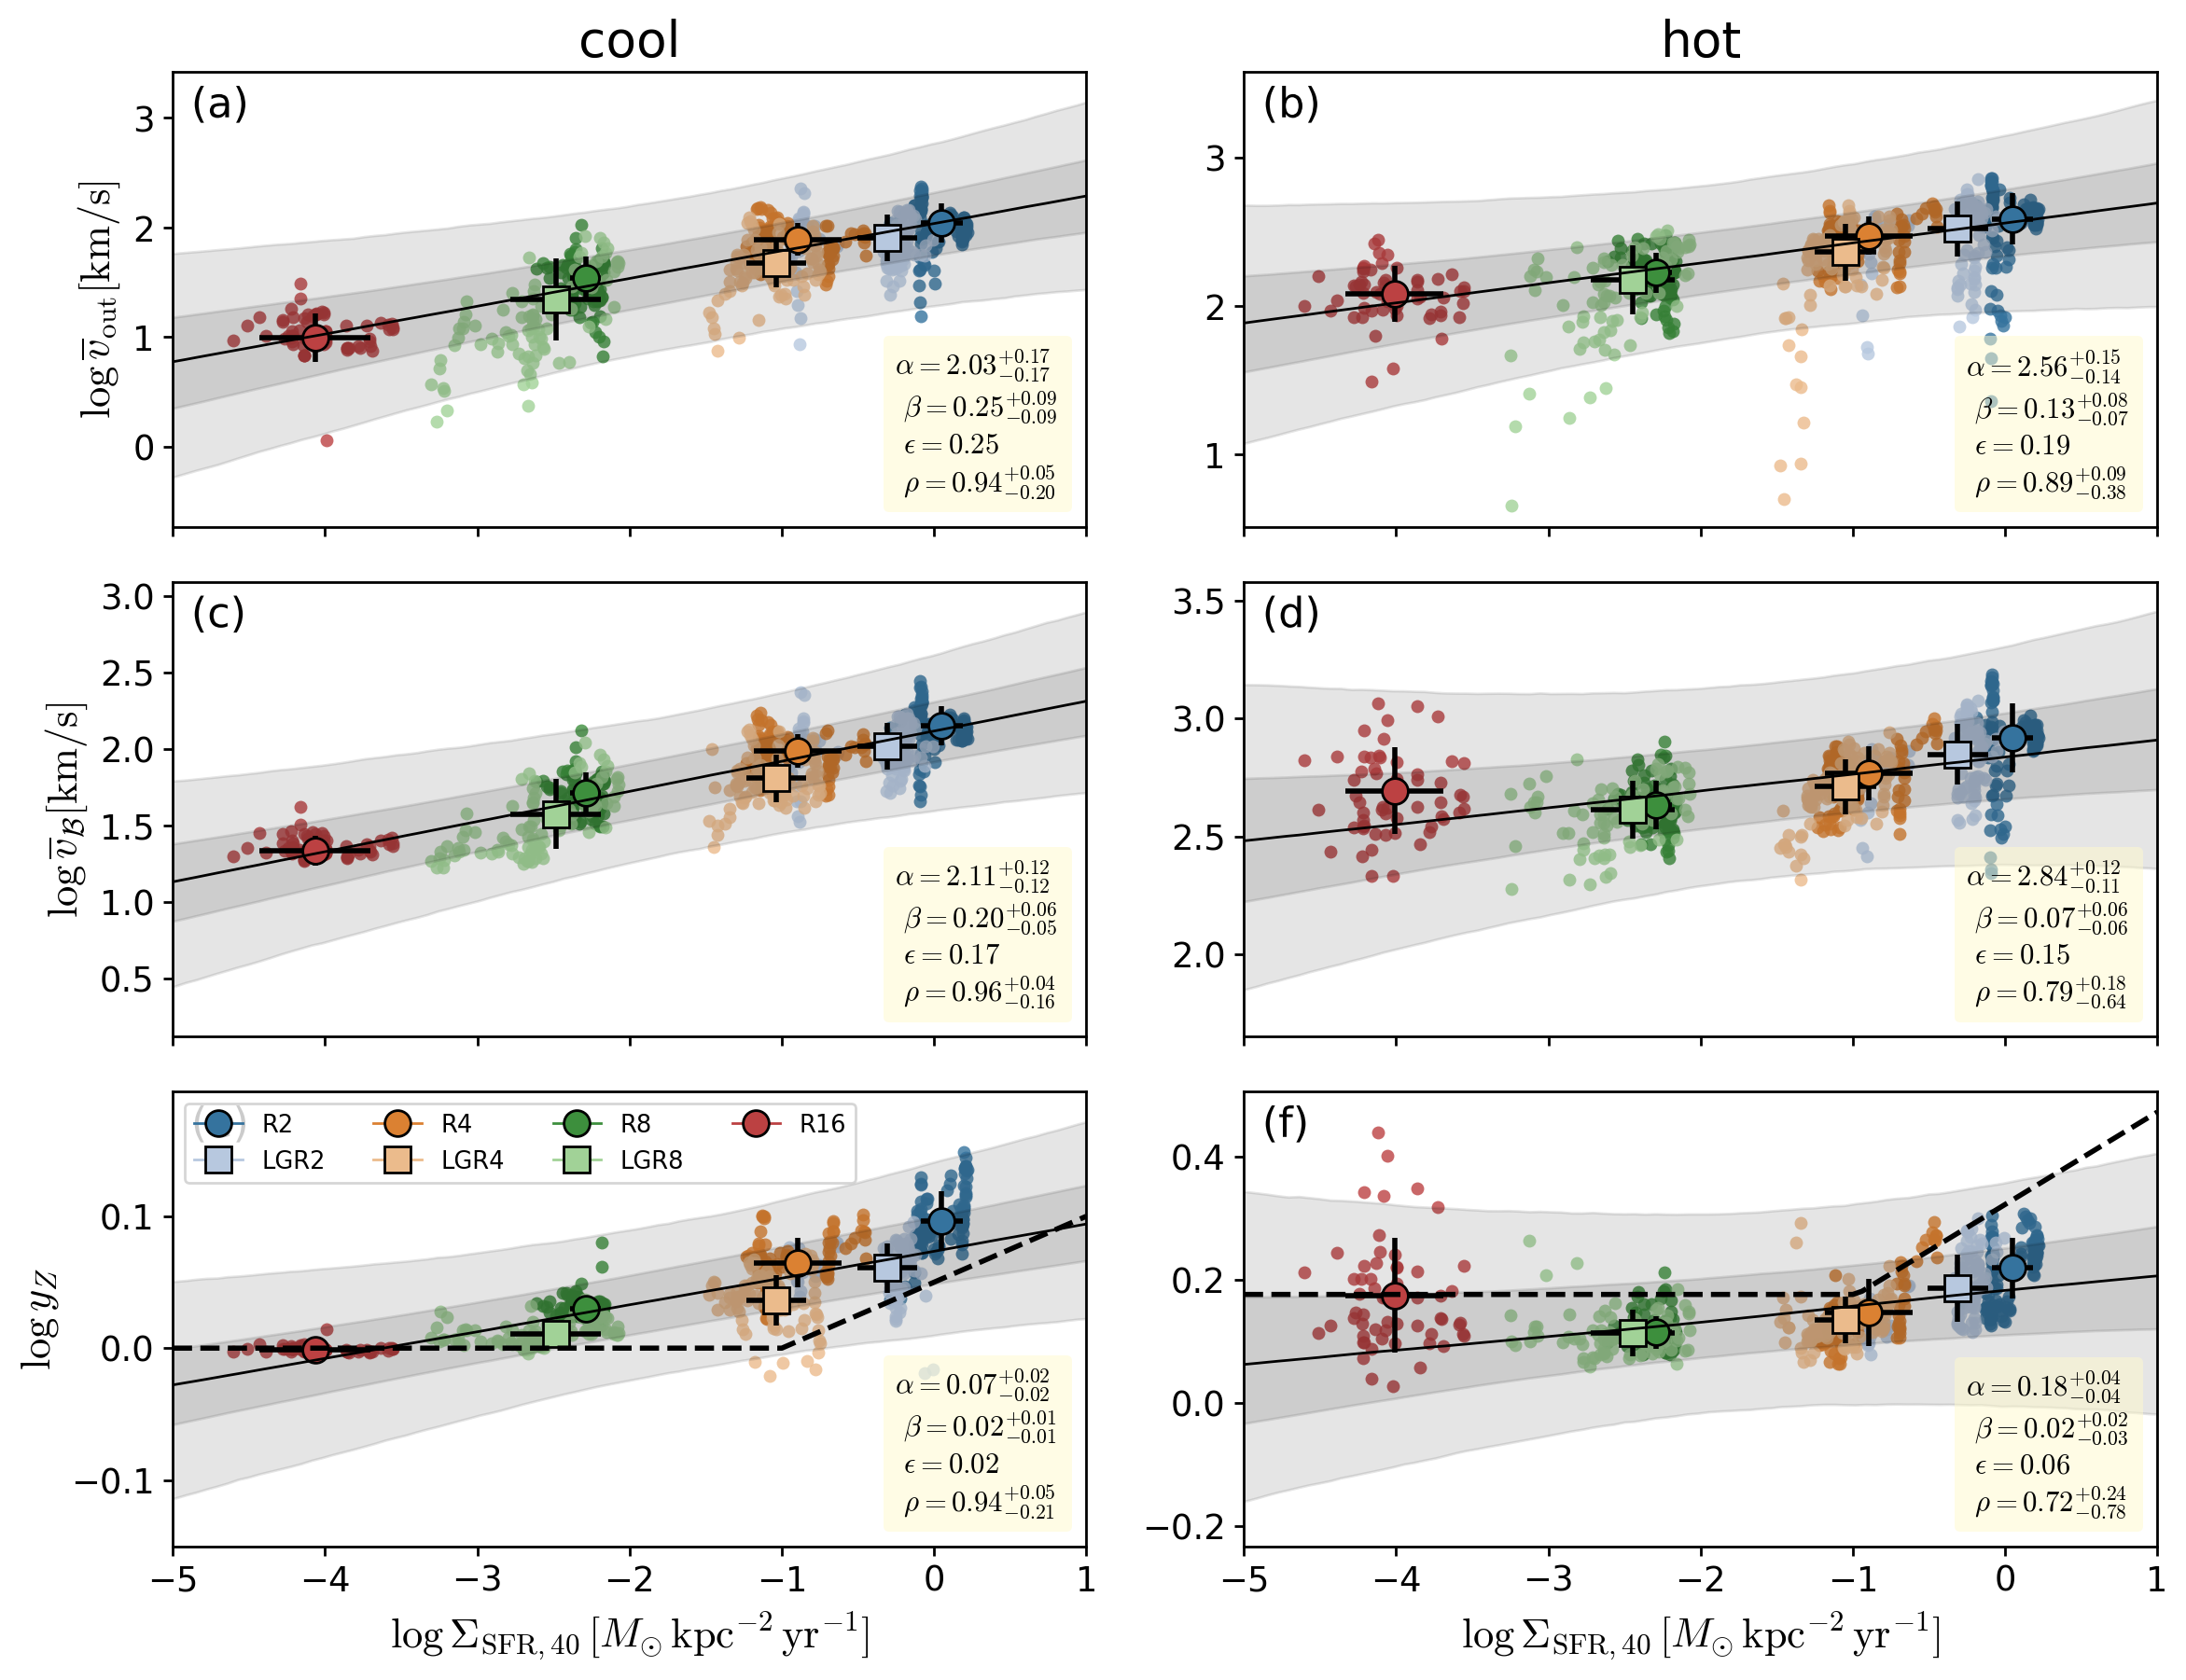 cool
hot
(a)
3
2
1
0
log v̅_out [km/s]
α = 2.03^{+0.17}_{-0.17}
β = 0.25^{+0.09}_{-0.09}
ϵ = 0.25
ρ = 0.94^{+0.05}_{-0.20}
(b)
3
2
1
α = 2.56^{+0.15}_{-0.14}
β = 0.13^{+0.08}_{-0.07}
ϵ = 0.19
ρ = 0.89^{+0.09}_{-0.38}
(c)
3.0
2.5
2.0
1.5
1.0
0.5
log v̅_ℬ [km/s]
α = 2.11^{+0.12}_{-0.12}
β = 0.20^{+0.06}_{-0.05}
ϵ = 0.17
ρ = 0.96^{+0.04}_{-0.16}
(d)
3.5
3.0
2.5
2.0
α = 2.84^{+0.12}_{-0.11}
β = 0.07^{+0.06}_{-0.06}
ϵ = 0.15
ρ = 0.79^{+0.18}_{-0.64}
R2 R4 R8 R16
LGR2 LGR4 LGR8
0.1
0.0
−0.1
log y_Z
α = 0.07^{+0.02}_{-0.02}
β = 0.02^{+0.01}_{-0.01}
ϵ = 0.02
ρ = 0.94^{+0.05}_{-0.21}
−5 −4 −3 −2 −1 0 1
log Σ_{SFR, 40} [M_⊙ kpc^{−2} yr^{−1}]
(f)
0.4
0.2
0.0
−0.2
α = 0.18^{+0.04}_{-0.04}
β = 0.02^{+0.02}_{-0.03}
ϵ = 0.06
ρ = 0.72^{+0.24}_{-0.78}
−5 −4 −3 −2 −1 0 1
log Σ_{SFR, 40} [M_⊙ kpc^{−2} yr^{−1}]